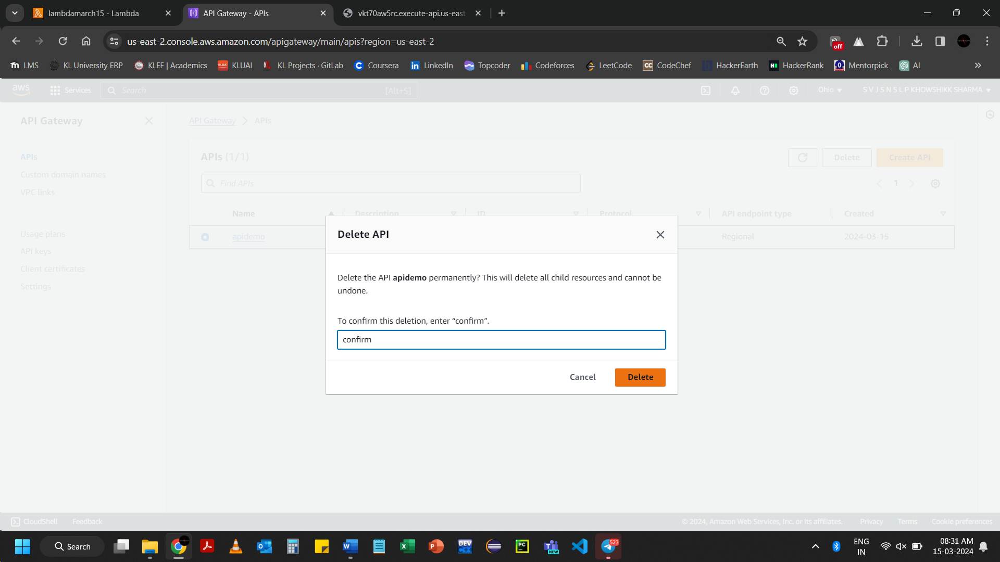 lambdamarch15 - Lambda
API Gateway - APIs
vkt70aw5rc.execute-api.us-east
us-east-2.console.aws.amazon.com/apigateway/main/apis?region=us-east-2
off
LMS
KL University ERP
KLEF | Academics
KLUAI
KLUAI
KL Projects · GitLab
Coursera
LinkedIn
Topcoder
Codeforces
LeetCode
CodeChef
HackerEarth
HackerRank
Mentorpick
AI
aws
Services
Search
[Alt+S]
Ohio
S V J S N S L P KHOWSHIKK SHARMA
API Gateway
APIs
Custom domain names
VPC links
Usage plans
API keys
Client certificates
Settings
API Gateway
APIs
APIs (1/1)
Delete
Create API
Find APIs
1
Name
Description
ID
Protocol
API endpoint type
Created
apidemo
Regional
2024-03-15
Delete API
Delete the API apidemo permanently? This will delete all child resources and cannot be
undone.
To confirm this deletion, enter “confirm”.
confirm
Cancel
Delete
CloudShell
Feedback
© 2024, Amazon Web Services, Inc. or its affiliates.
Privacy
Terms
Cookie preferences
Search
DEV
PC
NEW
523
ENG
IN
08:31 AM
15-03-2024